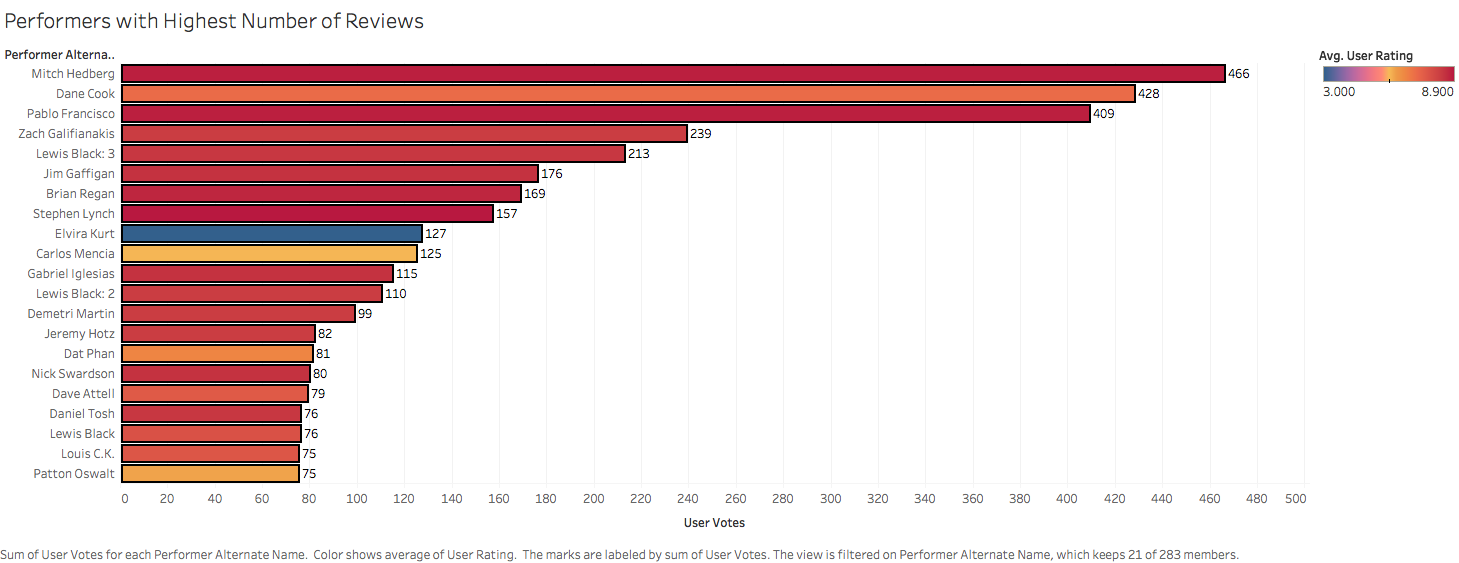 Performers with Highest Number of Reviews
Performer Alterna..
Avg. User Rating
3.000 8.900
Mitch Hedberg 466
Dane Cook 428
Pablo Francisco 409
Zach Galifianakis 239
Lewis Black: 3 213
Jim Gaffigan 176
Brian Regan 169
Stephen Lynch 157
Elvira Kurt 127
Carlos Mencia 125
Gabriel Iglesias 115
Lewis Black: 2 110
Demetri Martin 99
Jeremy Hotz 82
Dat Phan 81
Nick Swardson 80
Dave Attell 79
Daniel Tosh 76
Lewis Black 76
Louis C.K. 75
Patton Oswalt 75
0 20 40 60 80 100 120 140 160 180 200 220 240 260 280 300 320 340 360 380 400 420 440 460 480 500
User Votes
Sum of User Votes for each Performer Alternate Name.  Color shows average of User Rating.  The marks are labeled by sum of User Votes. The view is filtered on Performer Alternate Name, which keeps 21 of 283 members.